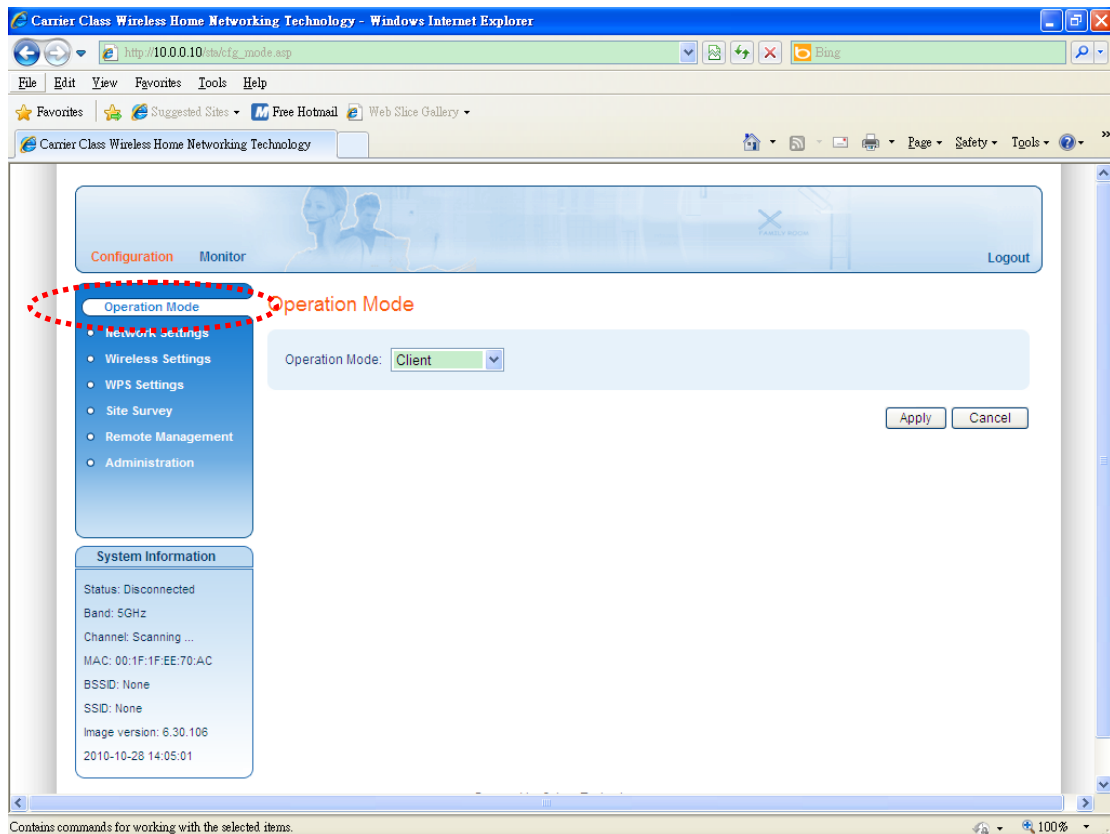 Carrier Class Wireless Home Networking Technology - Windows Internet Explorer
http://10.0.0.10/sta/cfg_mode.asp
Bing
File Edit View Favorites Tools Help
Favorites Suggested Sites Free Hotmail Web Slice Gallery
Carrier Class Wireless Home Networking Technology
Page Safety Tools
FAMILY ROOM
Configuration Monitor Logout
Operation Mode
Network Settings
Wireless Settings
WPS Settings
Site Survey
Remote Management
Administration
Operation Mode
Operation Mode: Client
Apply Cancel
System Information
Status: Disconnected
Band: 5GHz
Channel: Scanning ...
MAC: 00:1F:1F:EE:70:AC
BSSID: None
SSID: None
Image version: 6.30.106
2010-10-28 14:05:01
Contains commands for working with the selected items.
100%